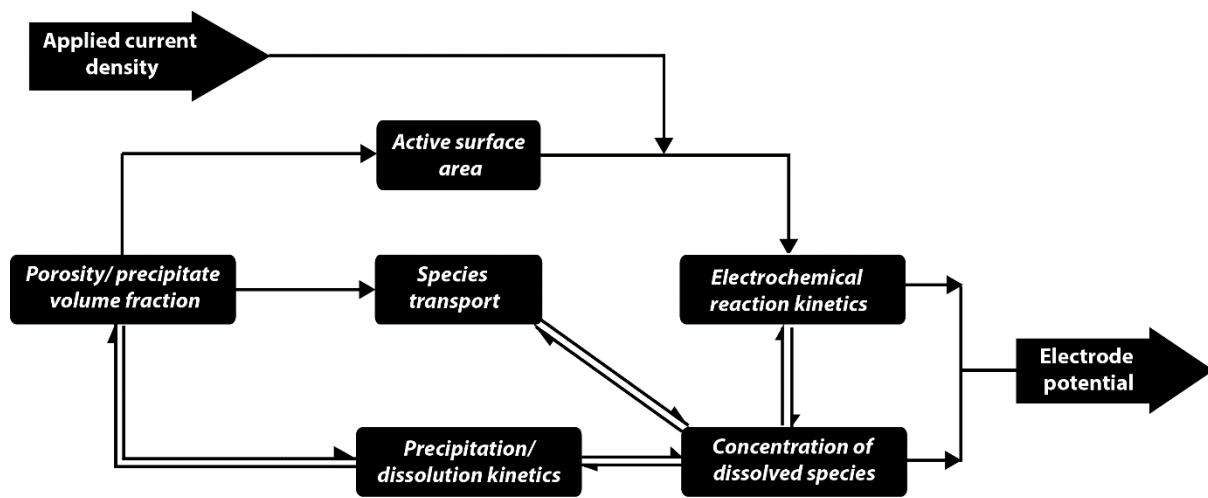 Applied current
density
Active surface
area
Porosity/ precipitate
volume fraction
Species
transport
Electrochemical
reaction kinetics
Electrode
potential
Precipitation/
dissolution kinetics
Concentration of
dissolved species